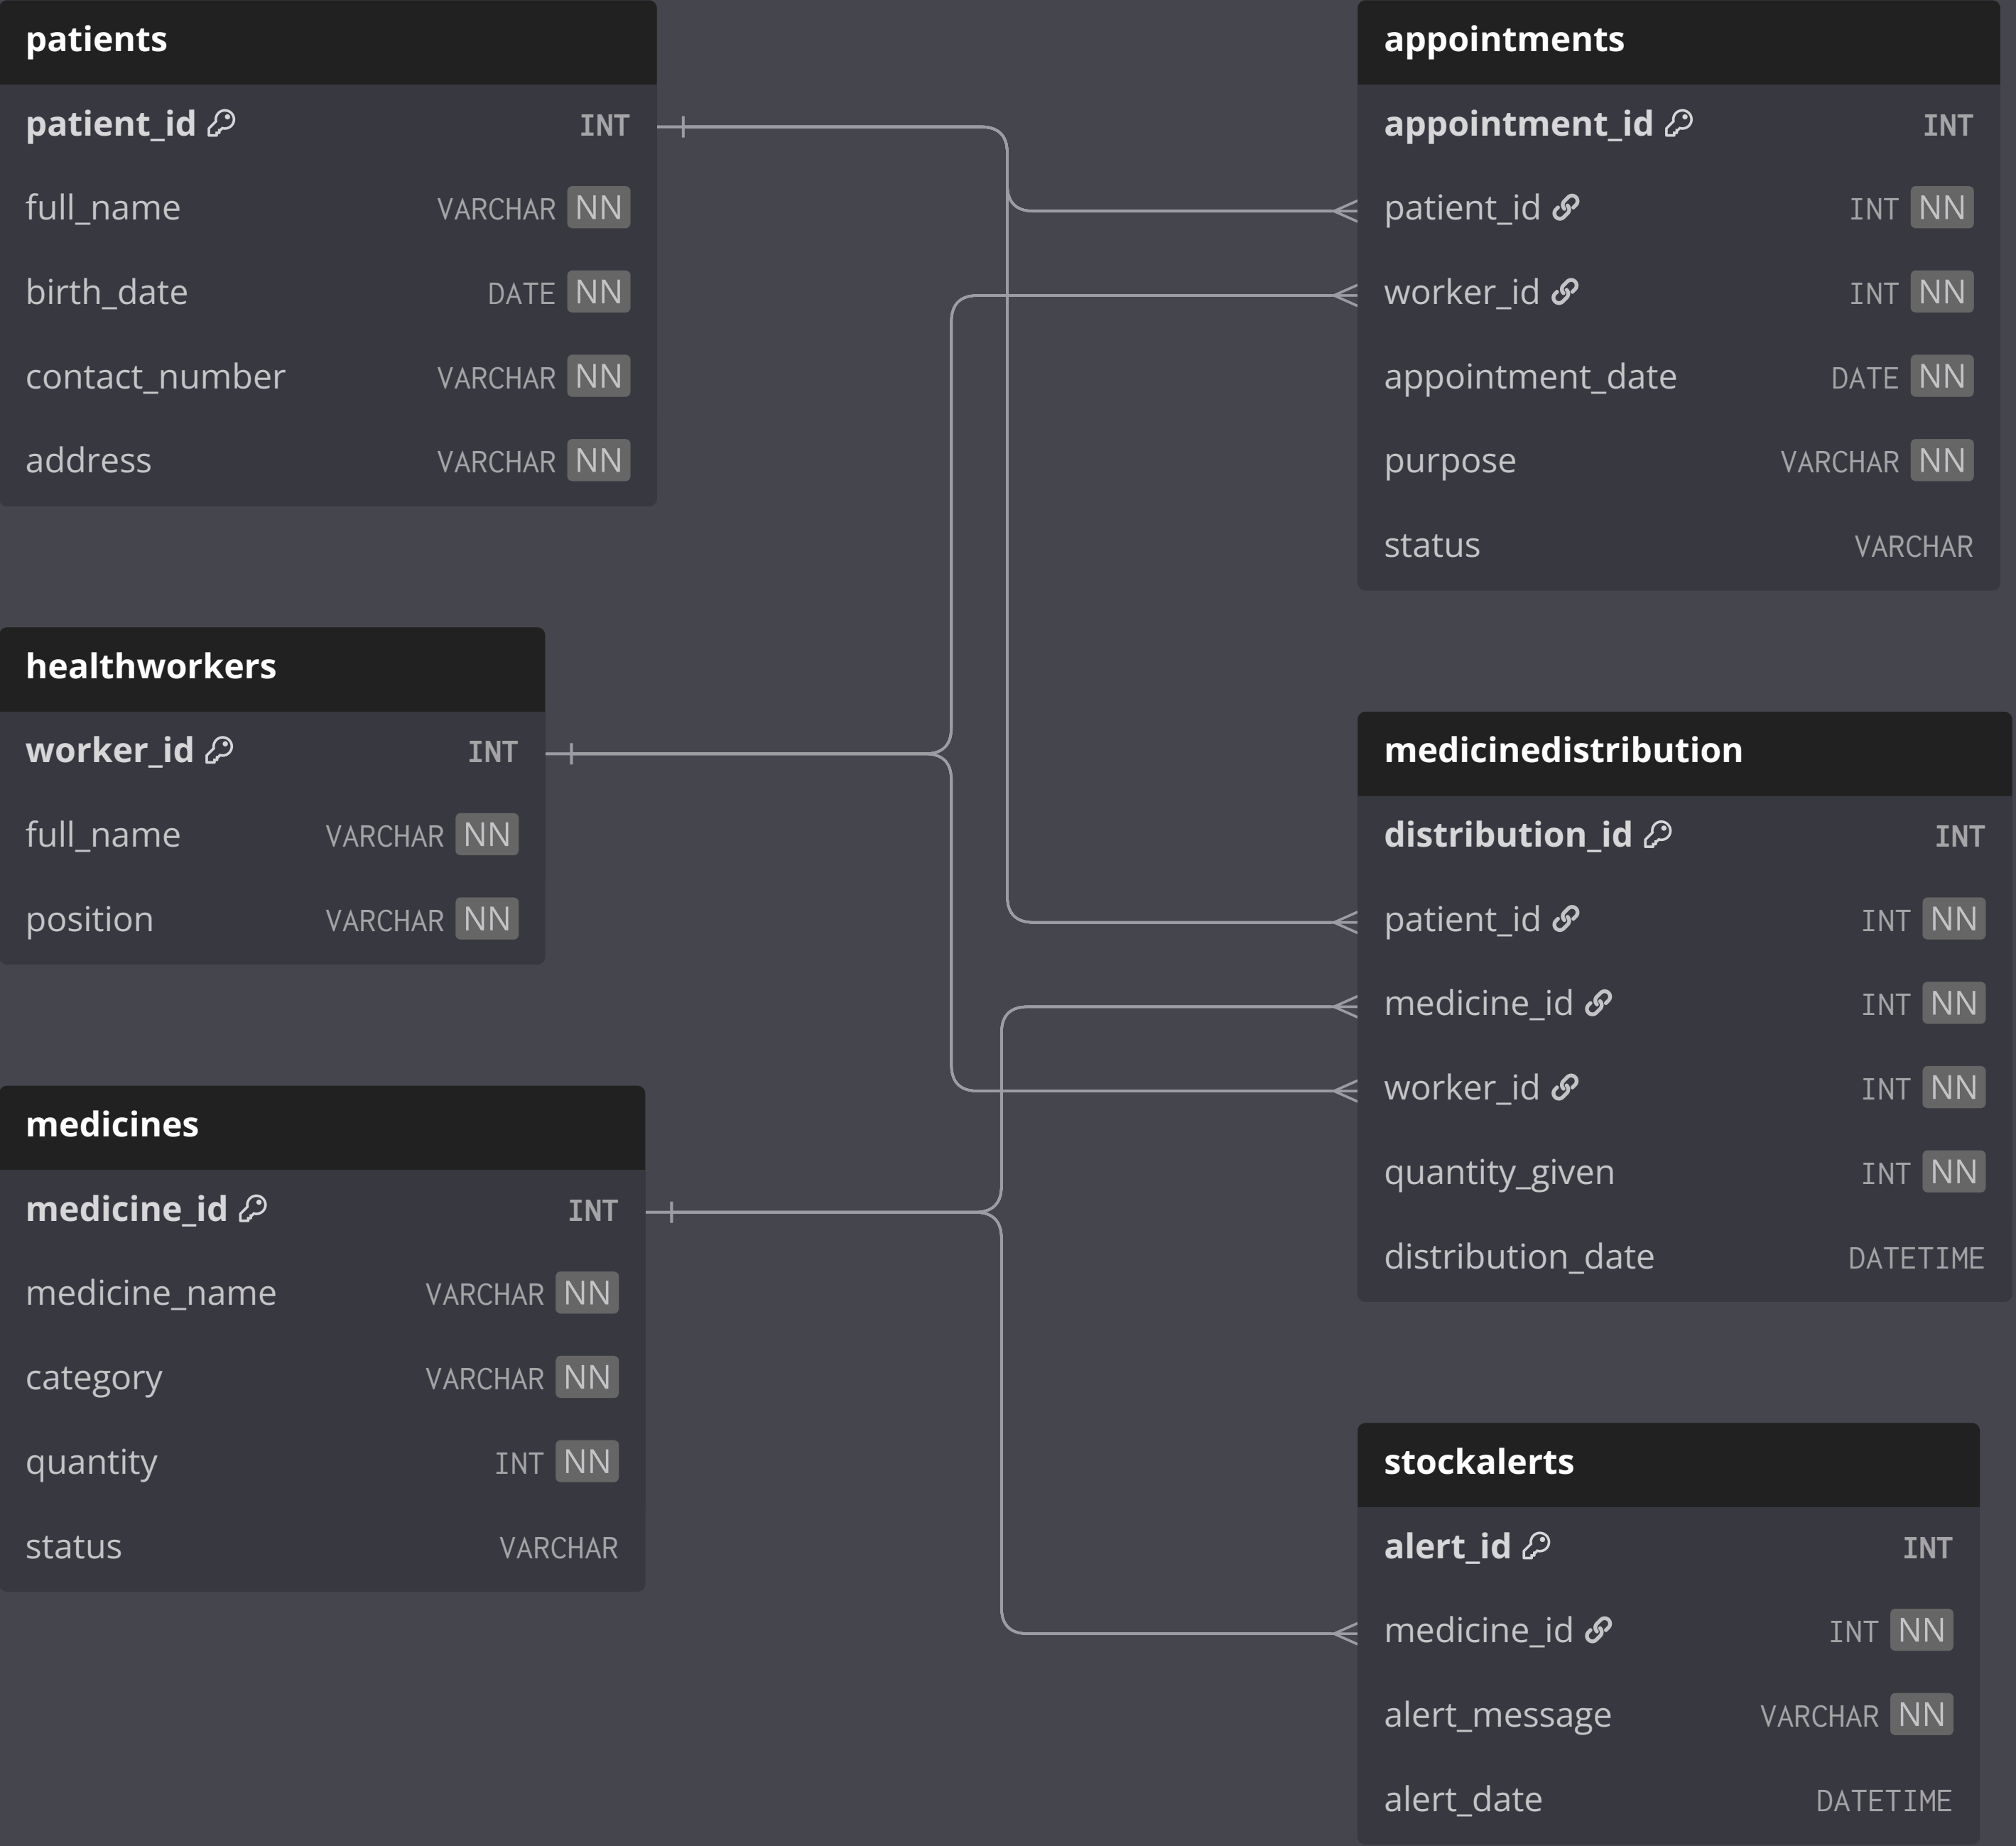 patients
patient_id INT
full_name VARCHAR NN
birth_date DATE NN
contact_number VARCHAR NN
address VARCHAR NN
healthworkers
worker_id INT
full_name VARCHAR NN
position VARCHAR NN
medicines
medicine_id INT
medicine_name VARCHAR NN
category VARCHAR NN
quantity INT NN
status VARCHAR
appointments
appointment_id INT
patient_id INT NN
worker_id INT NN
appointment_date DATE NN
purpose VARCHAR NN
status VARCHAR
medicinedistribution
distribution_id INT
patient_id INT NN
medicine_id INT NN
worker_id INT NN
quantity_given INT NN
distribution_date DATETIME
stockalerts
alert_id INT
medicine_id INT NN
alert_message VARCHAR NN
alert_date DATETIME